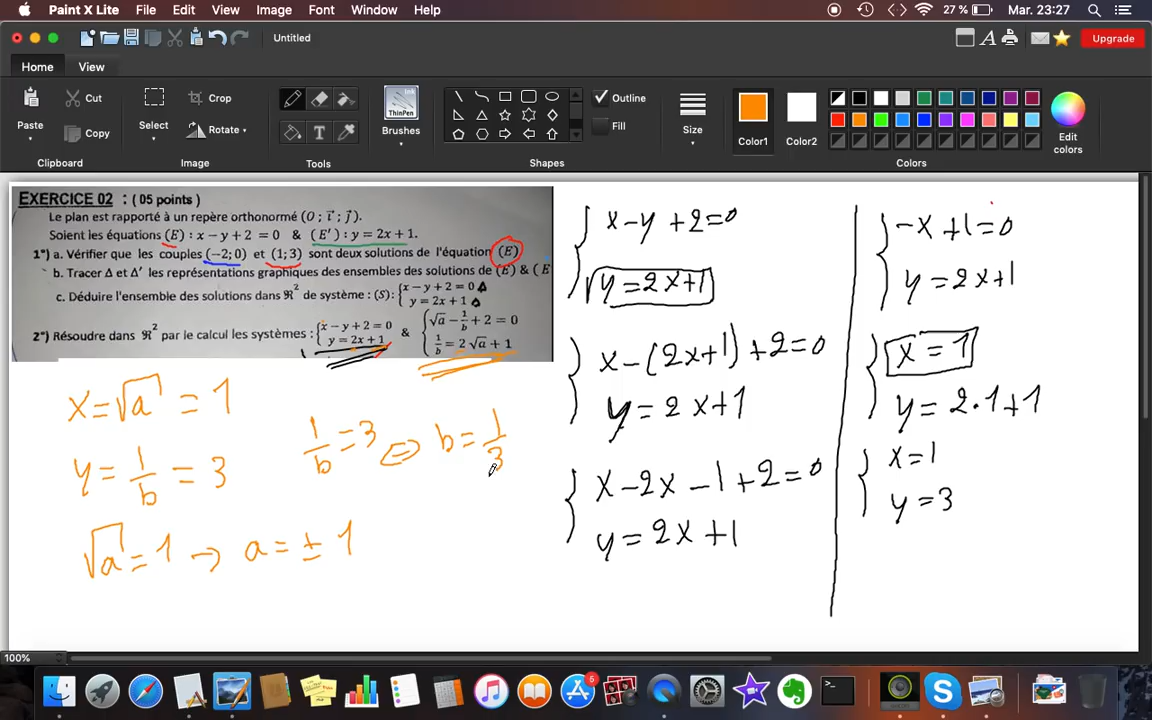 Paint X Lite File Edit View Image Font Window Help 27 % Mar. 23:27
Untitled
Upgrade
Home View
Paste Cut Copy Clipboard
Select Crop Rotate Image
Tools
Ink ThinPen Brushes
Outline Fill Shapes
Size
Color1 Color2 Edit colors Colors
EXERCICE 02 : ( 05 points )
Le plan est rapporté à un repère orthonormé (O ; i⃗ ; j⃗).
Soient les équations (E) : x − y + 2 = 0 & (E′) : y = 2x + 1.
1°) a. Vérifier que les couples (−2; 0) et (1; 3) sont deux solutions de l'équation (E)
b. Tracer Δ et Δ′ les représentations graphiques des ensembles des solutions de (E) & (E
c. Déduire l'ensemble des solutions dans ℜ² de système : (S): {x − y + 2 = 0
y = 2x + 1
2°) Résoudre dans ℜ² par le calcul les systèmes : {x − y + 2 = 0
y = 2x + 1 & {√a − 1/b + 2 = 0
1/b = 2 √a + 1
x = √a = 1
y = 1/b = 3
1/b = 3 ⇔ b = 1/3
√a = 1 → a = ± 1
x − y + 2 = 0
y = 2x + 1
x − (2x+1) + 2 = 0
y = 2x + 1
x − 2x − 1 + 2 = 0
y = 2x + 1
−x + 1 = 0
y = 2x + 1
x = 1
y = 2·1 + 1
x = 1
y = 3
100%
6